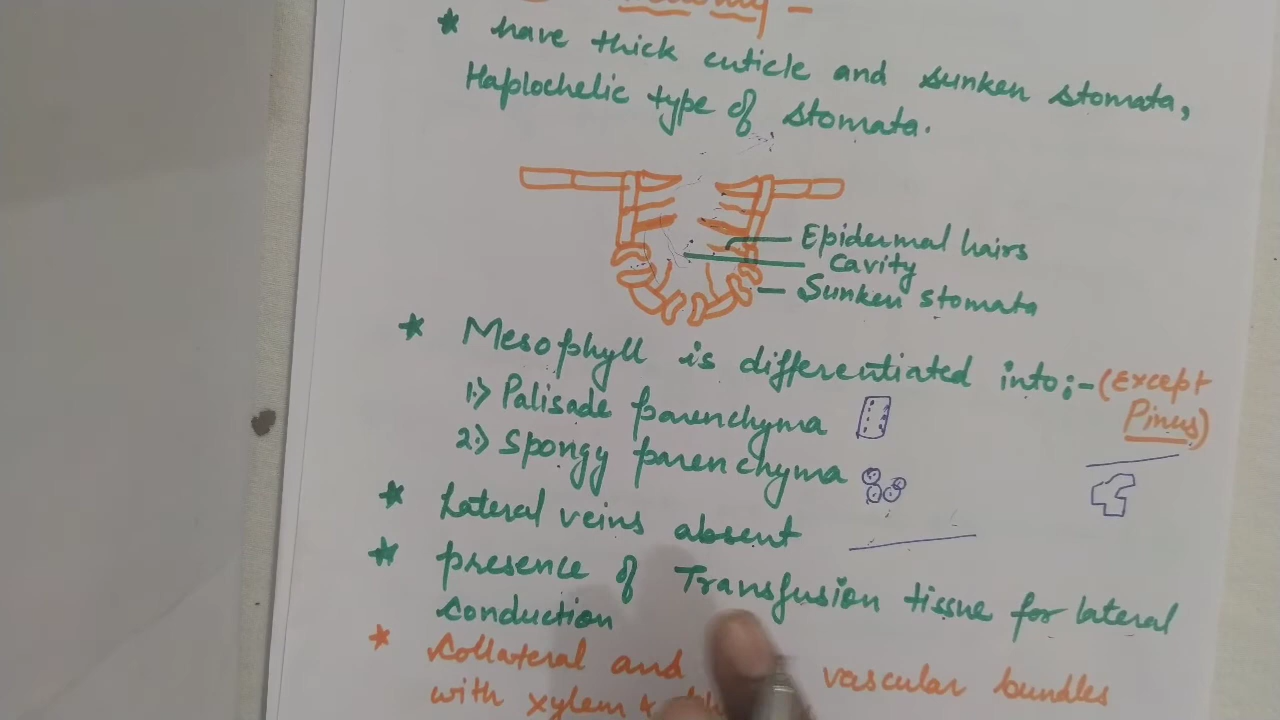 * have thick cuticle and sunken stomata,
Haplochelic type of stomata.
Epidermal hairs
Cavity
Sunken stomata
* Mesophyll is differentiated into;- (Except
Pinus)
1.> Palisade parenchyma
2.> Spongy parenchyma
* Lateral veins absent
* presence of Transfusion tissue for lateral
conduction
* Collateral and vascular bundles
with xylem &